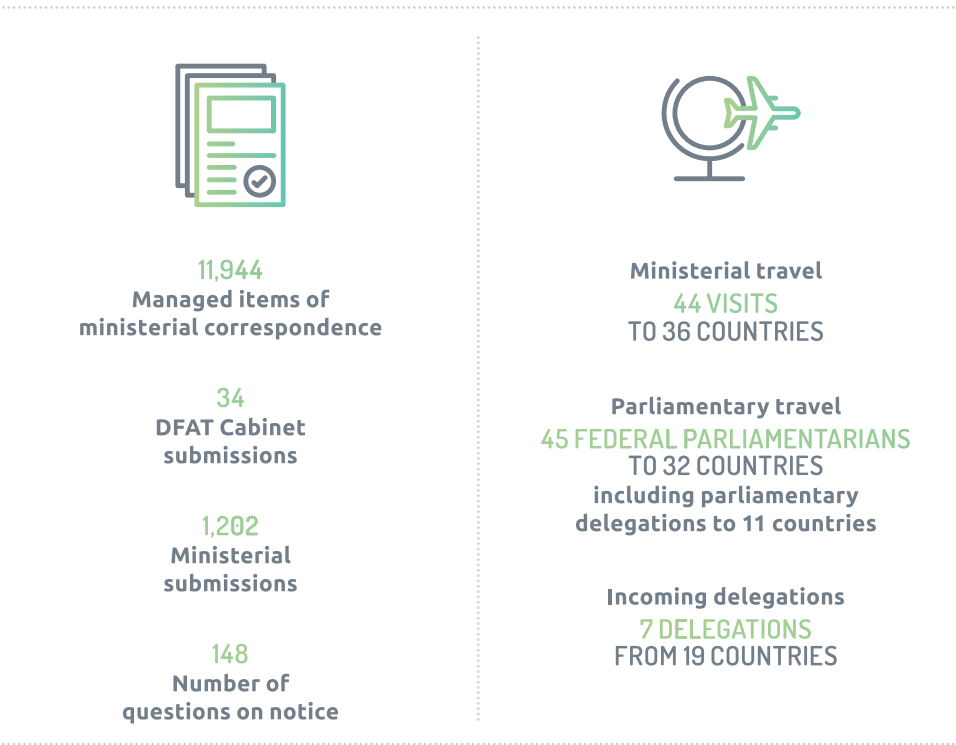 11,944
Managed items of
ministerial correspondence
34
DFAT Cabinet
submissions
1,202
Ministerial
submissions
148
Number of
questions on notice
Ministerial travel
44 VISITS
TO 36 COUNTRIES
Parliamentary travel
45 FEDERAL PARLIAMENTARIANS
TO 32 COUNTRIES
including parliamentary
delegations to 11 countries
Incoming delegations
7 DELEGATIONS
FROM 19 COUNTRIES